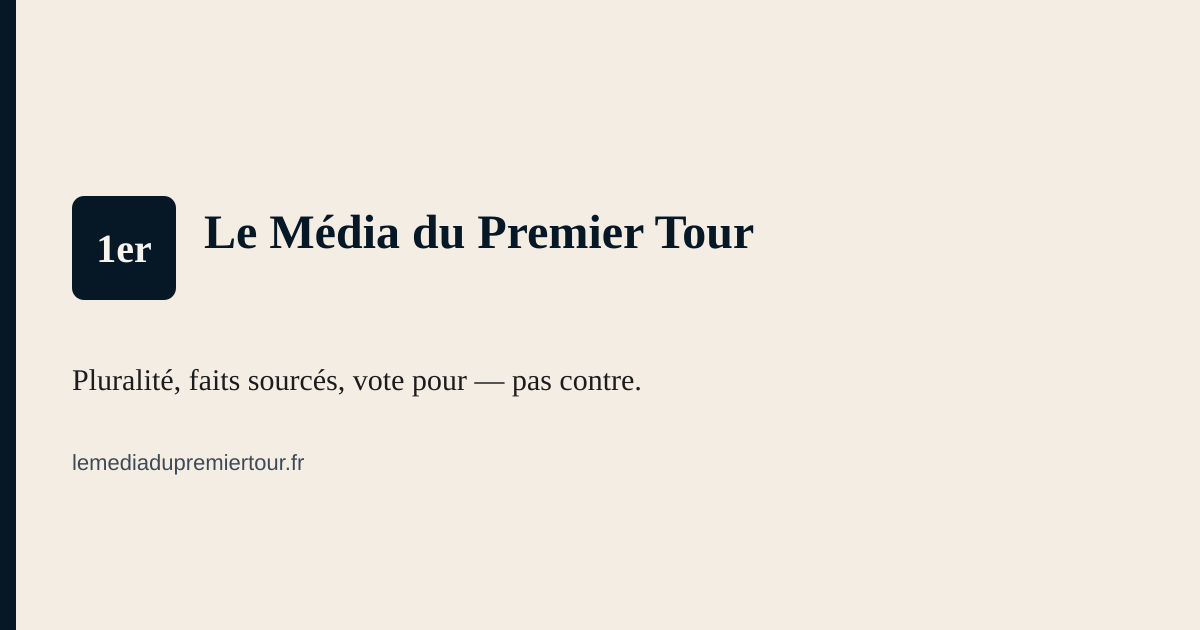 1er
Le Média du Premier Tour
Pluralité, faits sourcés, vote pour — pas contre.
lemediadupremiertour.fr